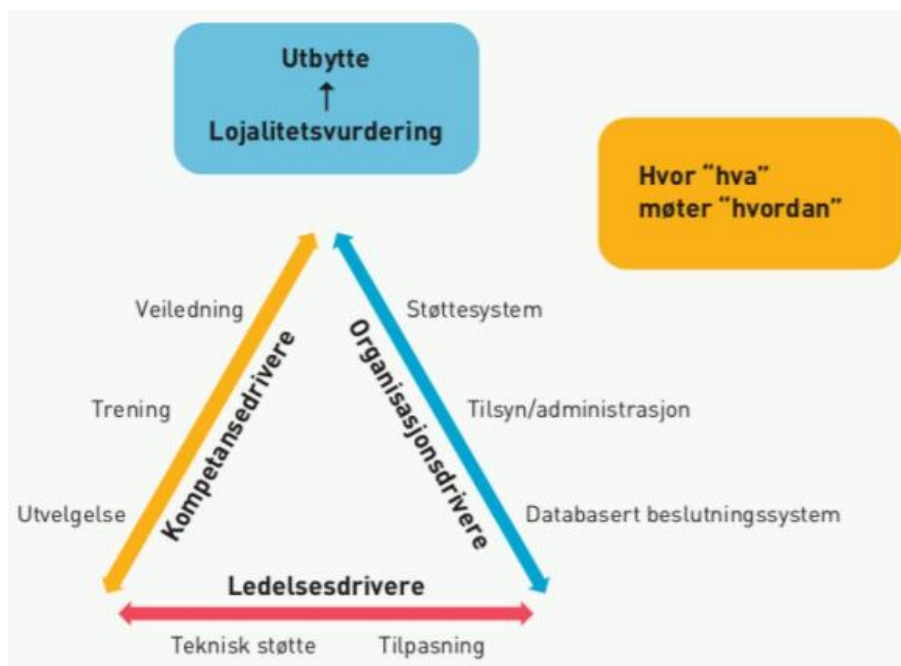 Utbytte
↑
Lojalitetsvurdering
Hvor “hva”
møter “hvordan”
Veiledning
Trening
Utvelgelse
Kompetansedrivere
Organisasjonsdrivere
Støttesystem
Tilsyn/administrasjon
Databasert beslutningssystem
Ledelsesdrivere
Teknisk støtte
Tilpasning